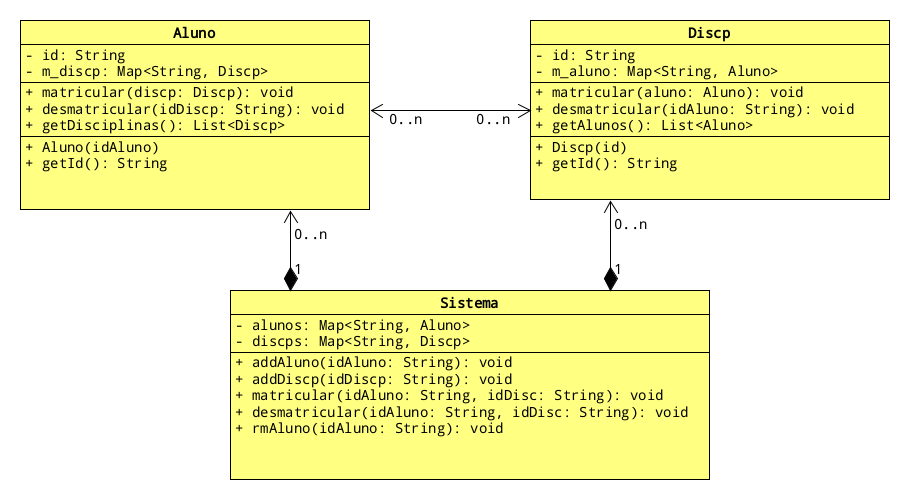 Aluno
- id: String
- m_discp: Map<String, Discp>
+ matricular(discp: Discp): void
+ desmatricular(idDiscp: String): void
+ getDisciplinas(): List<Discp>
+ Aluno(idAluno)
+ getId(): String
Discp
- id: String
- m_aluno: Map<String, Aluno>
+ matricular(aluno: Aluno): void
+ desmatricular(idAluno: String): void
+ getAlunos(): List<Aluno>
+ Discp(id)
+ getId(): String
0..n
0..n
0..n
1
0..n
1
Sistema
- alunos: Map<String, Aluno>
- discps: Map<String, Discp>
+ addAluno(idAluno: String): void
+ addDiscp(idDiscp: String): void
+ matricular(idAluno: String, idDisc: String): void
+ desmatricular(idAluno: String, idDisc: String): void
+ rmAluno(idAluno: String): void